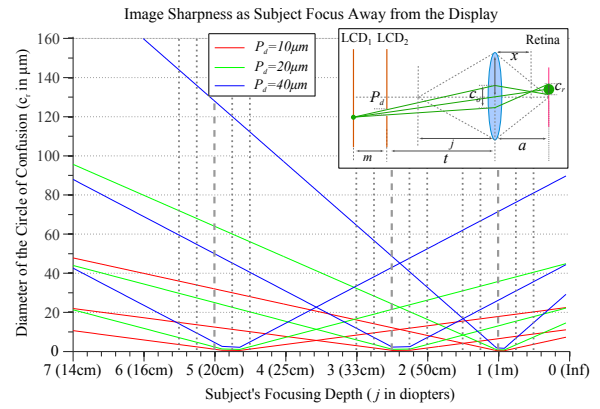 Image Sharpness as Subject Focus Away from the Display
Diameter of the Circle of Confusion (cr in μm)
160
140
120
100
80
60
40
20
0
Pd=10μm
Pd=20μm
Pd=40μm
LCD1 LCD2 x Retina
Pd ca cr
j
m t a
7 (14cm) 6 (16cm) 5 (20cm) 4 (25cm) 3 (33cm) 2 (50cm) 1 (1m) 0 (Inf)
Subject's Focusing Depth ( j in diopters)